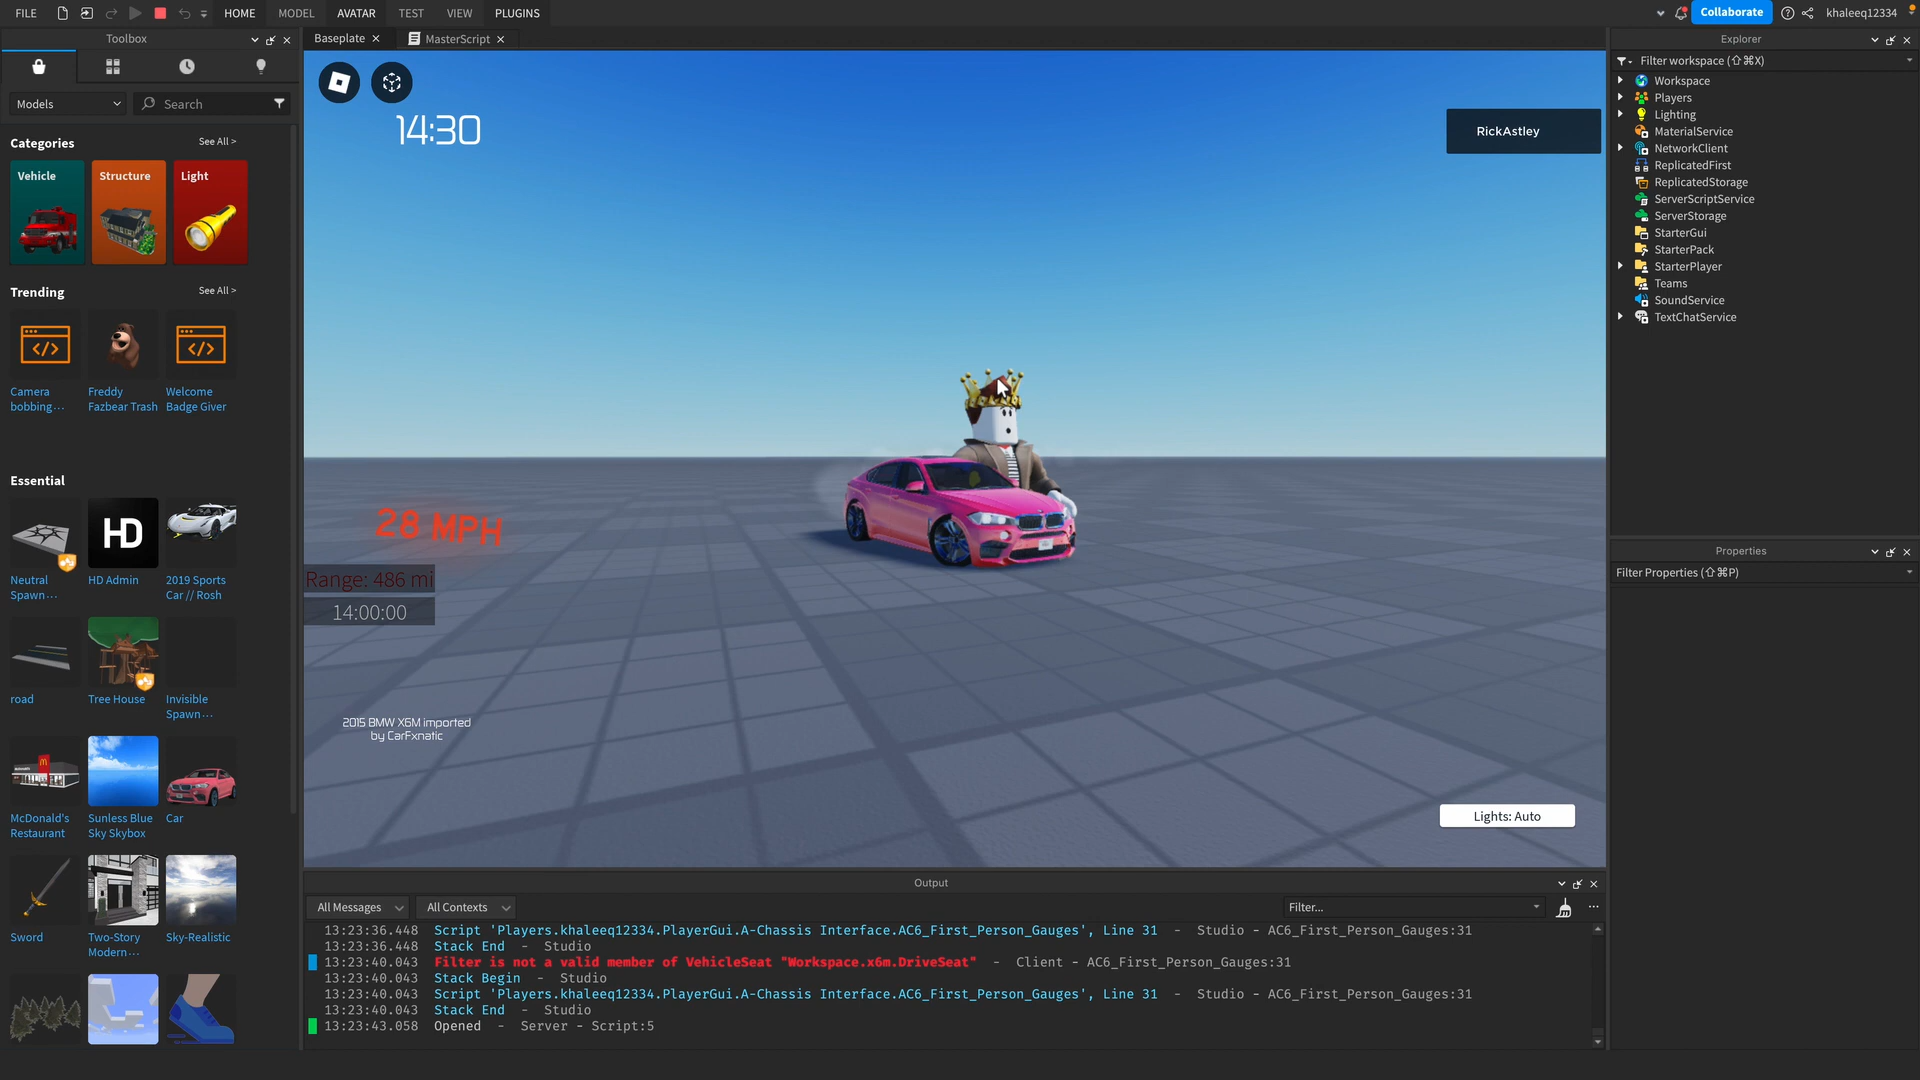 FILE
HOME
MODEL
AVATAR
TEST
VIEW
PLUGINS
Collaborate
khaleeq12334
Toolbox
Baseplate
MasterScript
Explorer
Models
Search
Filter workspace (⇧⌘X)
Categories
See All >
Vehicle
Structure
Light
Trending
See All >
Camera bobbing...
Freddy Fazbear Trash
Welcome Badge Giver
Essential
Neutral Spawn...
HD
HD Admin
2019 Sports Car // Rosh
road
Tree House
Invisible Spawn...
McDonald's Restaurant
Sunless Blue Sky Skybox
Car
Sword
Two-Story Modern...
Sky-Realistic
14:30
RickAstley
28 MPH
Range: 486 mi
14:00:00
2015 BMW X6M imported
by CarFxnatic
Lights: Auto
Workspace
Players
Lighting
MaterialService
NetworkClient
ReplicatedFirst
ReplicatedStorage
ServerScriptService
ServerStorage
StarterGui
StarterPack
StarterPlayer
Teams
SoundService
TextChatService
Properties
Filter Properties (⇧⌘P)
Output
All Messages
All Contexts
Filter...
13:23:36.448 Script 'Players.khaleeq12334.PlayerGui.A-Chassis Interface.AC6_First_Person_Gauges', Line 31 - Studio - AC6_First_Person_Gauges:31
13:23:36.448 Stack End - Studio
13:23:40.043 Filter is not a valid member of VehicleSeat "Workspace.x6m.DriveSeat" - Client - AC6_First_Person_Gauges:31
13:23:40.043 Stack Begin - Studio
13:23:40.043 Script 'Players.khaleeq12334.PlayerGui.A-Chassis Interface.AC6_First_Person_Gauges', Line 31 - Studio - AC6_First_Person_Gauges:31
13:23:40.043 Stack End - Studio
13:23:43.058 Opened - Server - Script:5